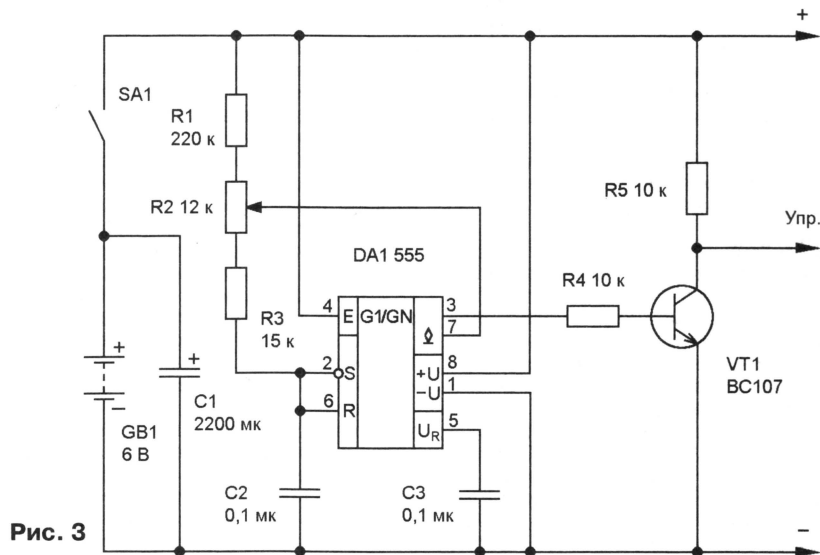 +
SA1
R1
220 к
R2 12 к
R5 10 к
Упр.
DA1 555
R4 10 к
4 E G1/GN 3
7
R3
15 к
2 S
8
+U
1
–U
6 R
5
UR
VT1
BC107
+
+
GB1
6 В
–
C1
2200 мк
C2
0,1 мк
C3
0,1 мк
Рис. 3
–